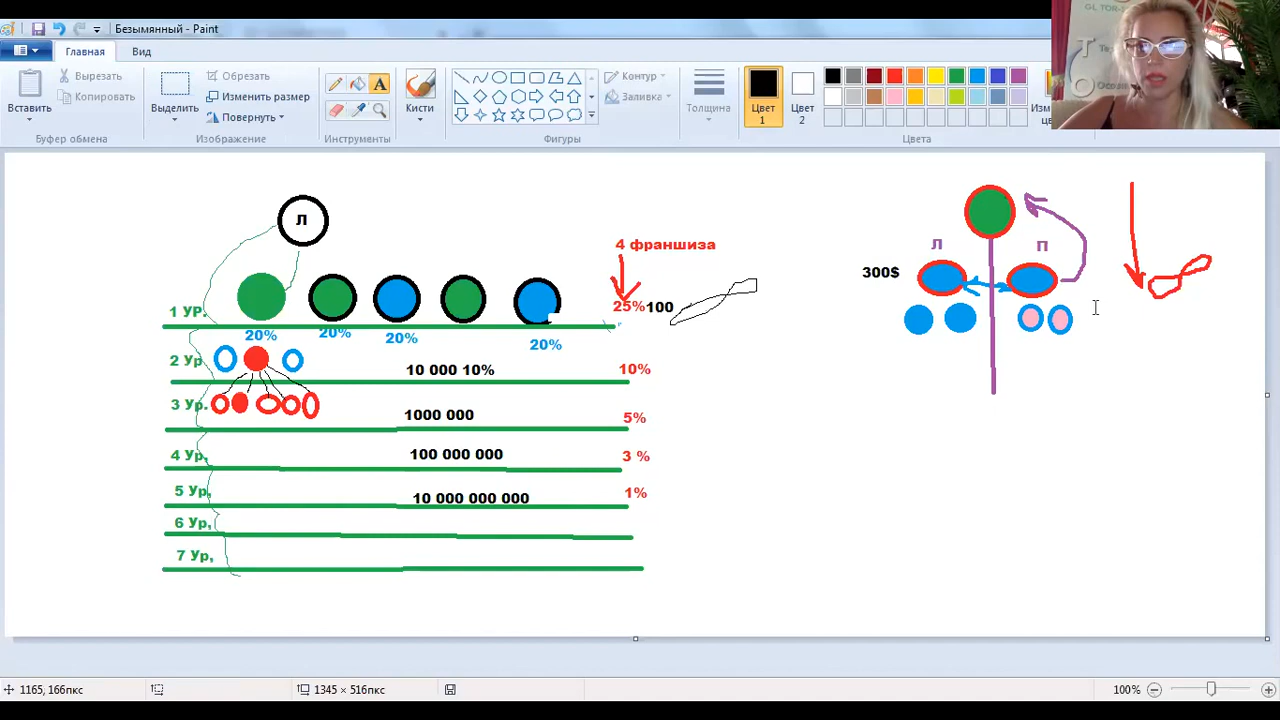 Безымянный - Paint
Главная
Вид
Вставить
Вырезать
Копировать
Буфер обмена
Выделить
Обрезать
Изменить размер
Повернуть
Изображение
Инструменты
Кисти
Контур
Заливка
Фигуры
Толщина
Цвет 1
Цвет 2
Цвета
GL, TOR-
Т
О
Л
4 франшиза
1 УР.
25%100
20%
20%
20%
20%
2 Ур
10 000 10%
10%
3 Ур.
1000 000
5%
4 Ур,
100 000 000
3 %
5 Ур,
10 000 000 000
1%
6 Ур,
7 Ур,
Л
П
300$
1165, 166пкс
1345 × 516пкс
100%